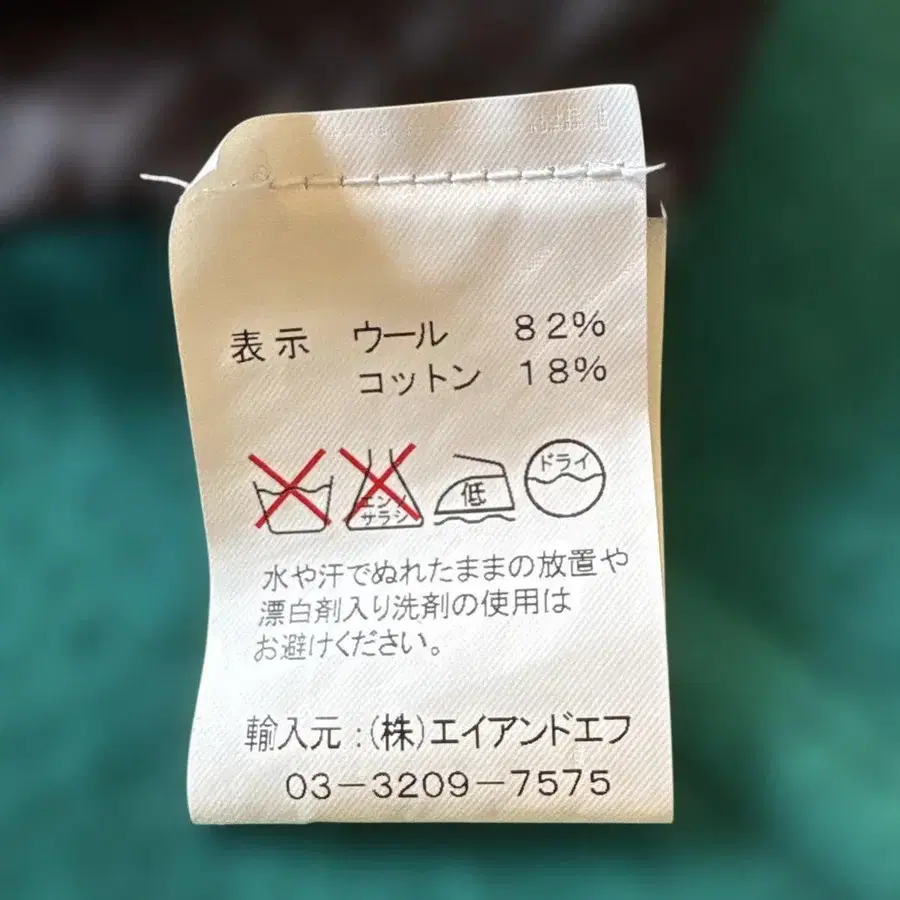 表示 ウール 82%
コットン 18%
エンソ
サラシ
低
ドライ
水や汗でぬれたままの放置や
漂白剤入り洗剤の使用は
お避けください。
輸入元:(株)エイアンドエフ
03-3209-7575